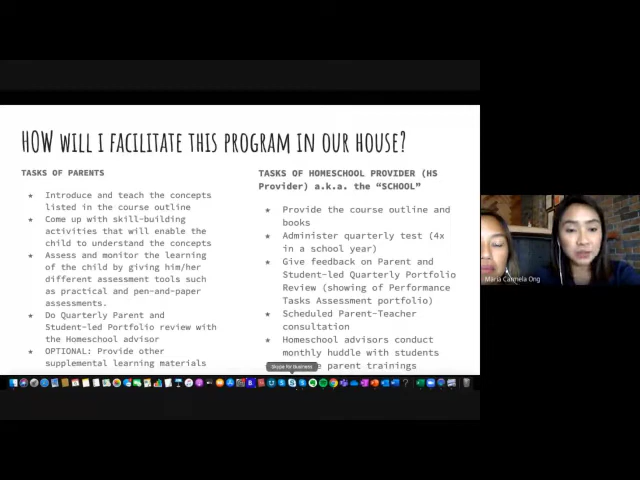 HOW WILL I FACILITATE THIS PROGRAM IN OUR HOUSE?
TASKS OF PARENTS
★ Introduce and teach the concepts
listed in the course outline
★ Come up with skill-building
activities that will enable the
child to understand the concepts
★ Assess and monitor the learning
of the child by giving him/her
different assessment tools such
as practical and pen-and-paper
assessments.
★ Do Quarterly Parent and
Student-led Portfolio review with
the Homeschool advisor
★ OPTIONAL: Provide other
supplemental learning materials
TASKS OF HOMESCHOOL PROVIDER (HS
Provider) a.k.a. the “SCHOOL”
★ Provide the course outline and
books
★ Administer quarterly test (4x
in a school year)
★ Give feedback on Parent and
Student-led Quarterly Portfolio
Review (showing of Performance
Tasks Assessment portfolio)
★ Scheduled Parent-Teacher
consultation
★ Homeschool advisors conduct
monthly huddle with students
parent trainings
Skype for Business
Maria Carmela Ong